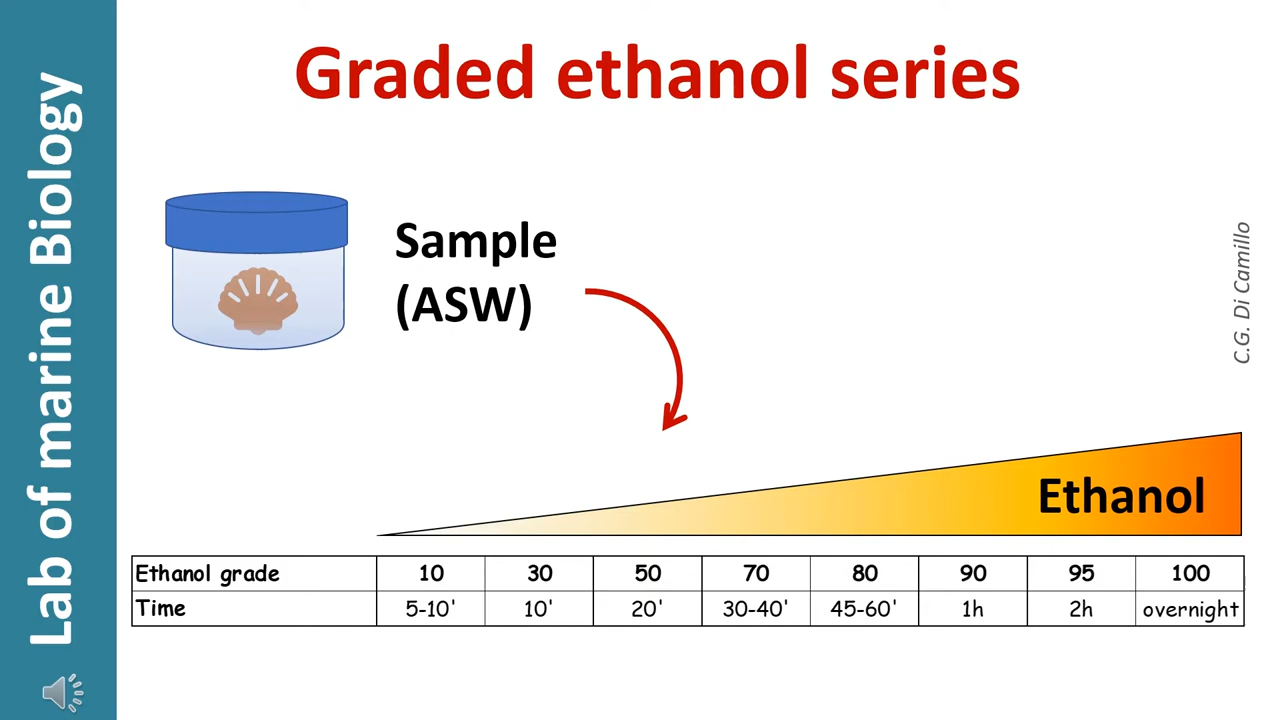 Graded ethanol series
Lab of marine Biology
Sample
(ASW)
C.G. Di Camillo
Ethanol
Ethanol grade 10 30 50 70 80 90 95 100
Time 5-10' 10' 20' 30-40' 45-60' 1h 2h overnight